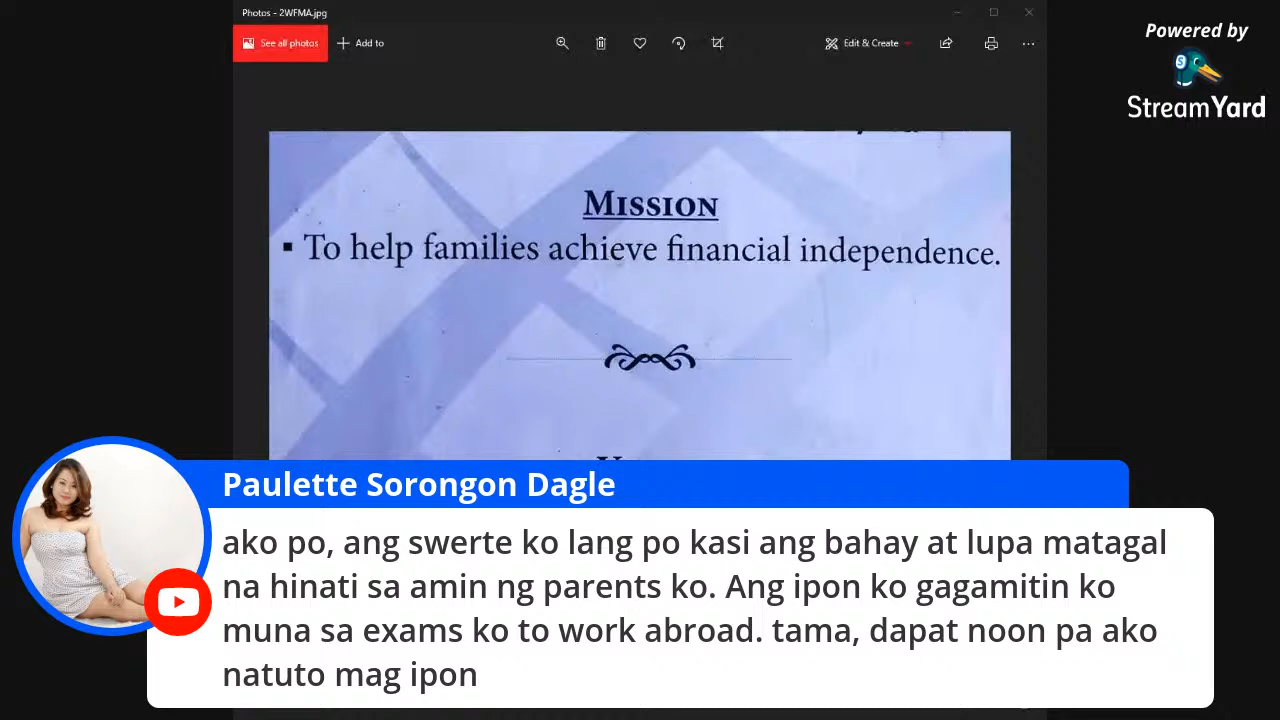 Photos - 2WFMA.jpg
See all photos
Add to
Edit & Create
Powered by
StreamYard
MISSION
▪ To help families achieve financial independence.
Paulette Sorongon Dagle
ako po, ang swerte ko lang po kasi ang bahay at lupa matagal
na hinati sa amin ng parents ko. Ang ipon ko gagamitin ko
muna sa exams ko to work abroad. tama, dapat noon pa ako
natuto mag ipon